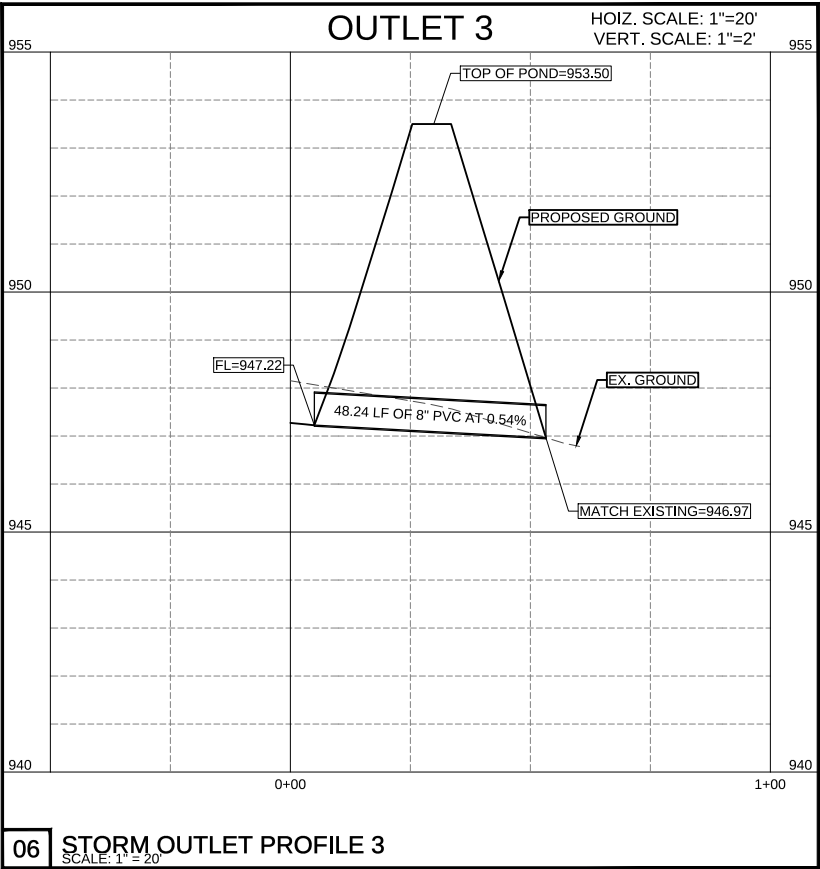 OUTLET 3
HOIZ. SCALE: 1"=20'
VERT. SCALE: 1"=2'
955
955
TOP OF POND=953.50
PROPOSED GROUND
950
950
FL=947.22
EX. GROUND
48.24 LF OF 8" PVC AT 0.54%
MATCH EXISTING=946.97
945
945
940
940
0+00
1+00
06
STORM OUTLET PROFILE 3
SCALE: 1" = 20'